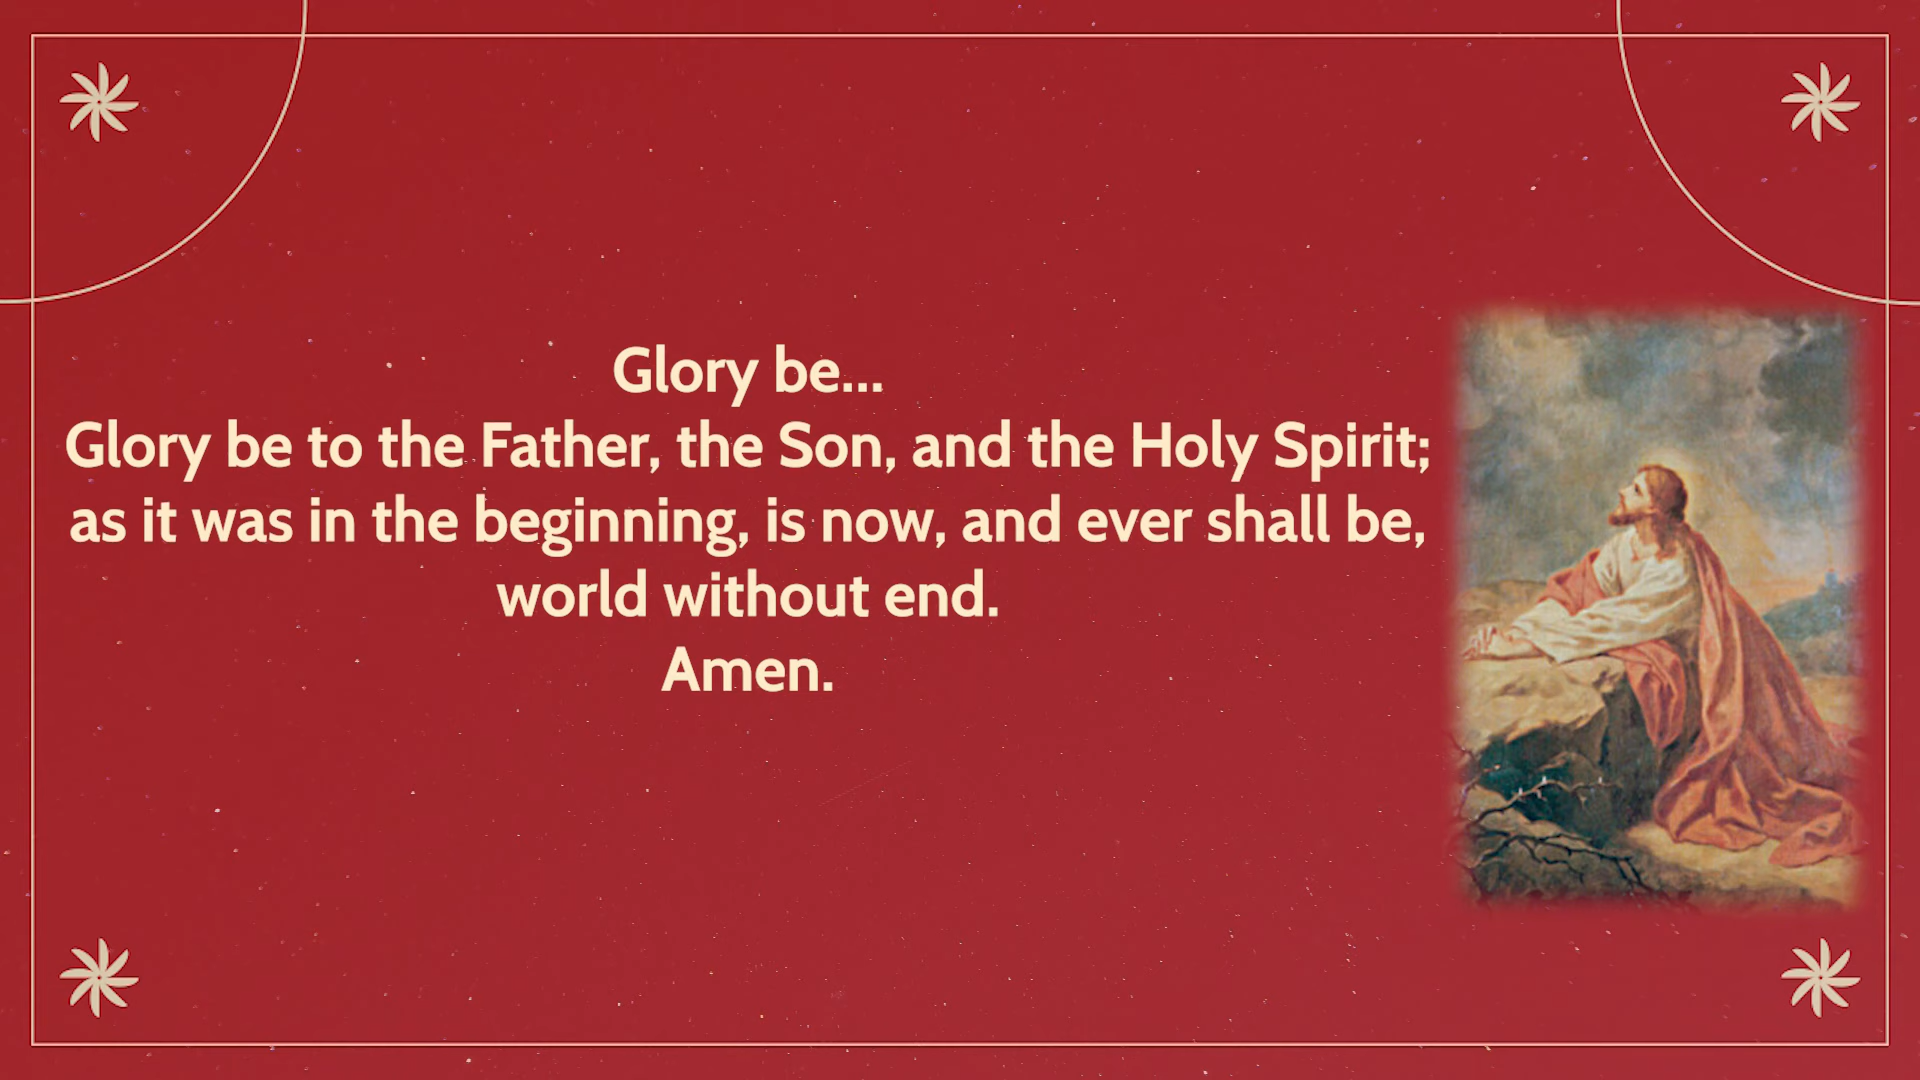 Glory be...
Glory be to the Father, the Son, and the Holy Spirit;
as it was in the beginning, is now, and ever shall be,
world without end.
Amen.